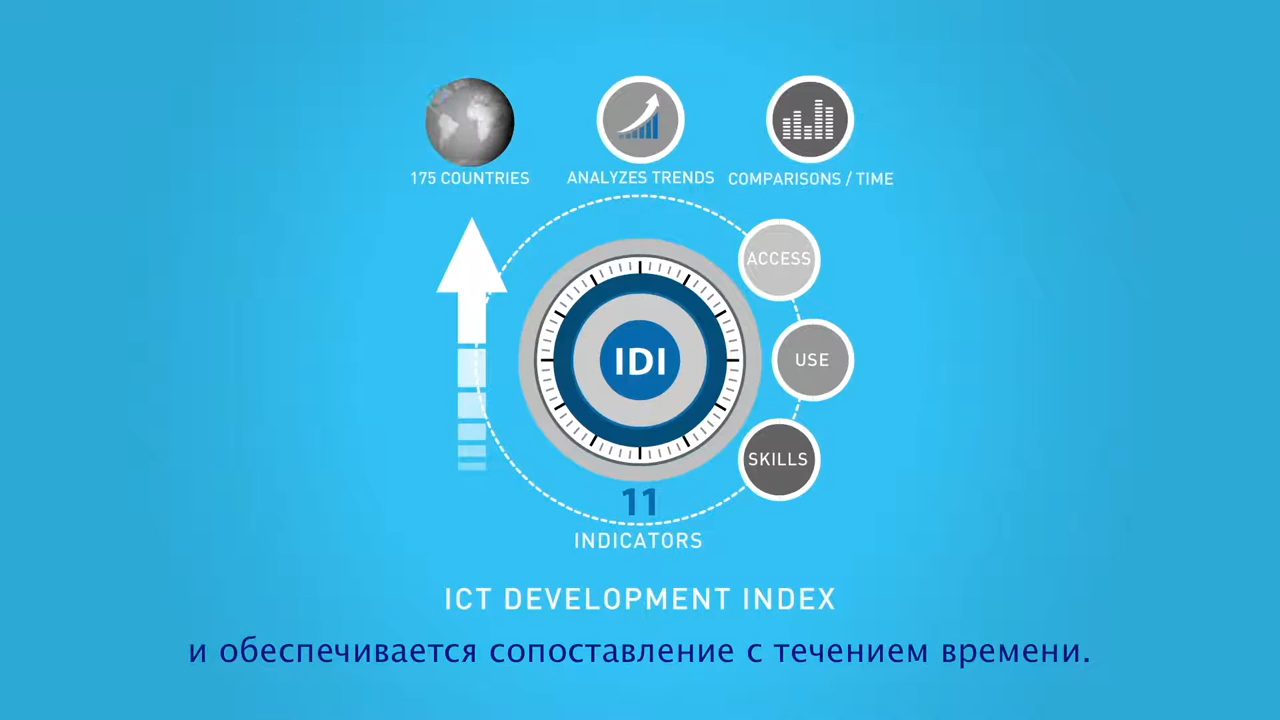 175 COUNTRIES
ANALYZES TRENDS
COMPARISONS / TIME
ACCESS
IDI
USE
SKILLS
11
INDICATORS
ICT DEVELOPMENT INDEX
и обеспечивается сопоставление с течением времени.